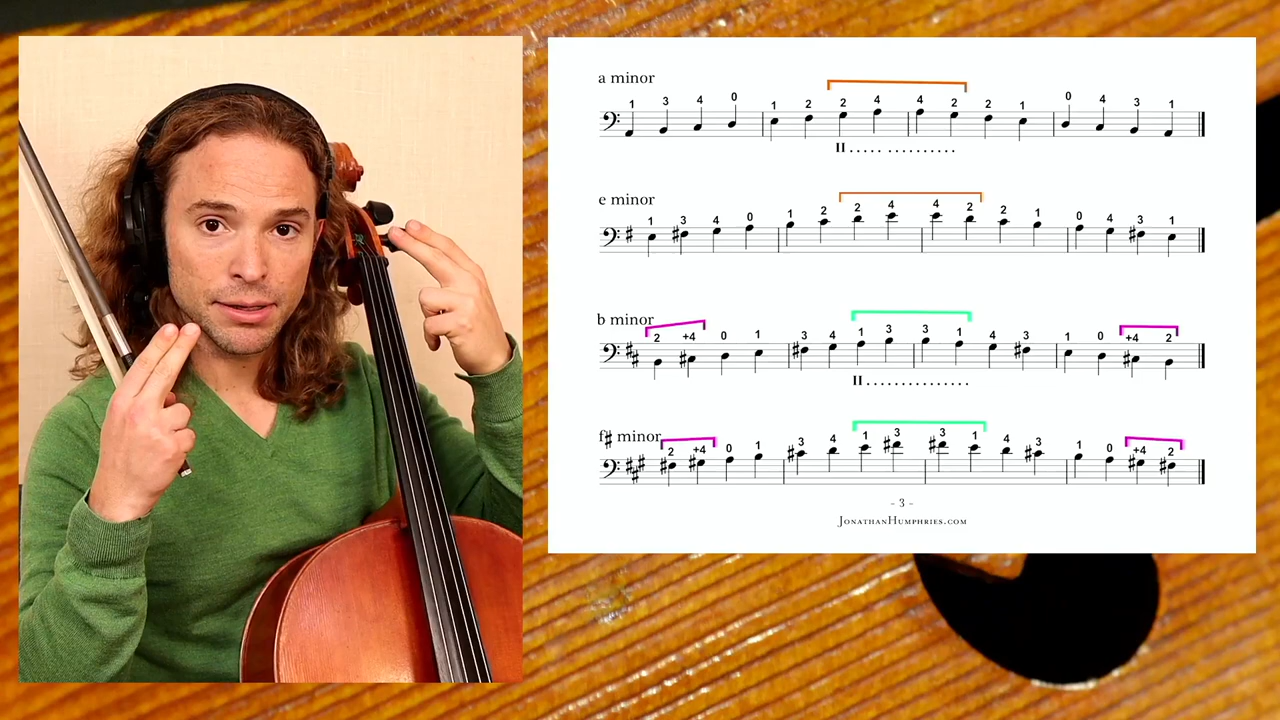 a minor
1 3 4 0 1 2 2 4 4 2 2 1 0 4 3 1
II
e minor
1 3 4 0 1 2 2 4 4 2 2 1 0 4 3 1
b minor
2 +4 0 1 3 4 1 3 3 1 4 3 1 0 +4 2
II
f# minor
2 +4 0 1 3 4 1 3 3 1 4 3 1 0 +4 2
- 3 -
JonathanHumphries.com